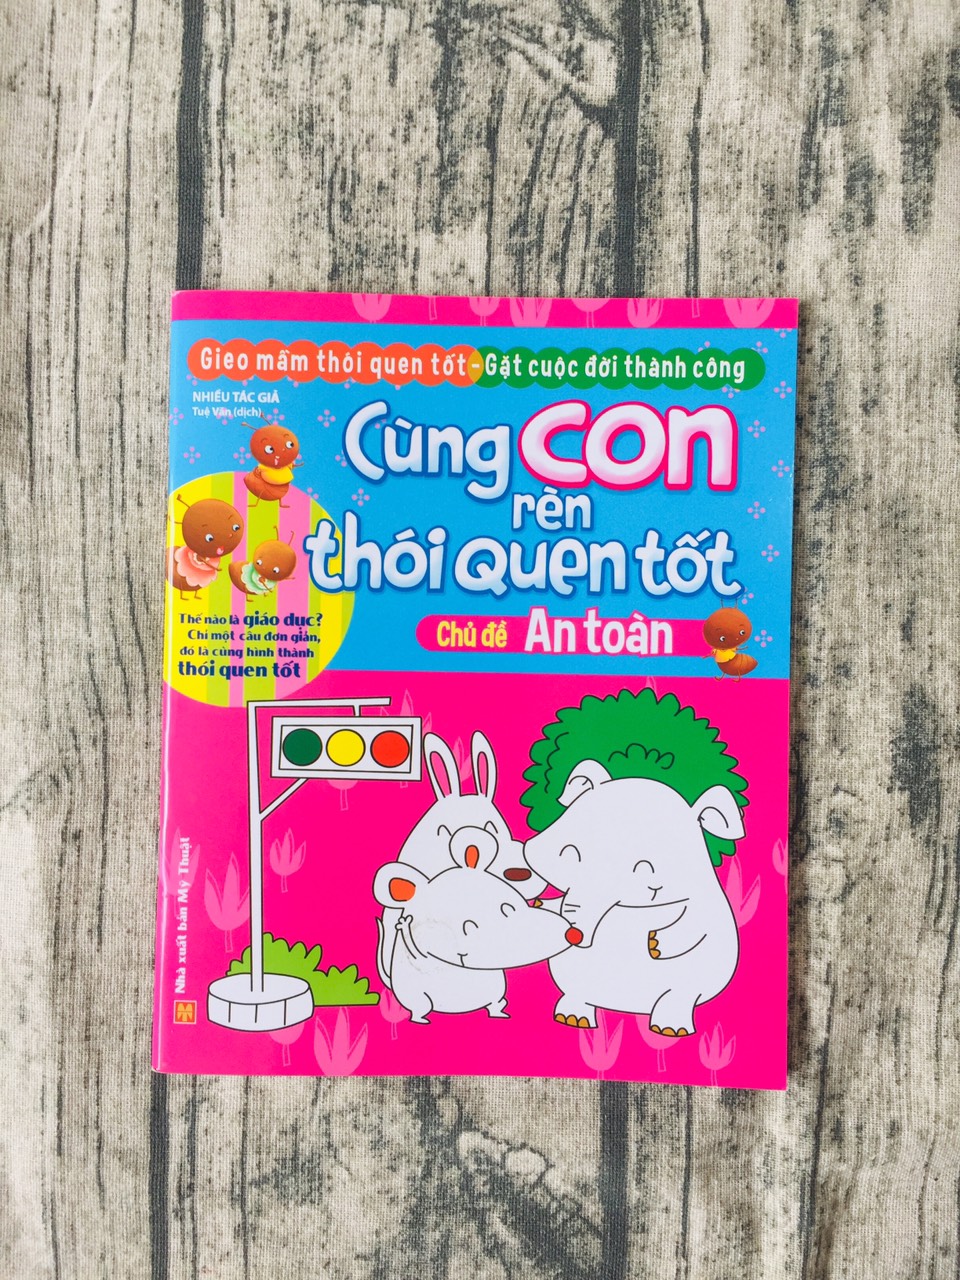 Gieo mầm thói quen tốt - Gặt cuộc đời thành công
NHIỀU TÁC GIẢ
Tuệ Văn (dịch)
Cùng con
rèn
thói quen tốt
Chủ đề An toàn
Thế nào là giáo dục?
Chỉ một câu đơn giản,
đó là cùng hình thành
thói quen tốt
Nhà xuất bản Mỹ Thuật